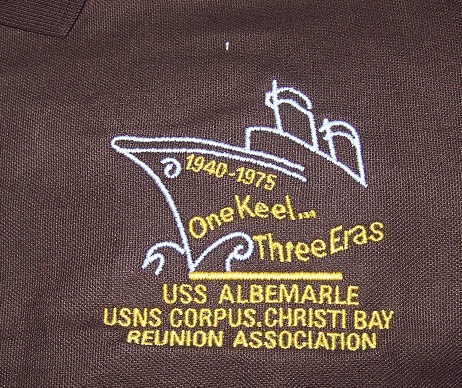 1940-1975
One Keel...
Three Eras
USS ALBEMARLE
USNS CORPUS.CHRISTI BAY
REUNION ASSOCIATION